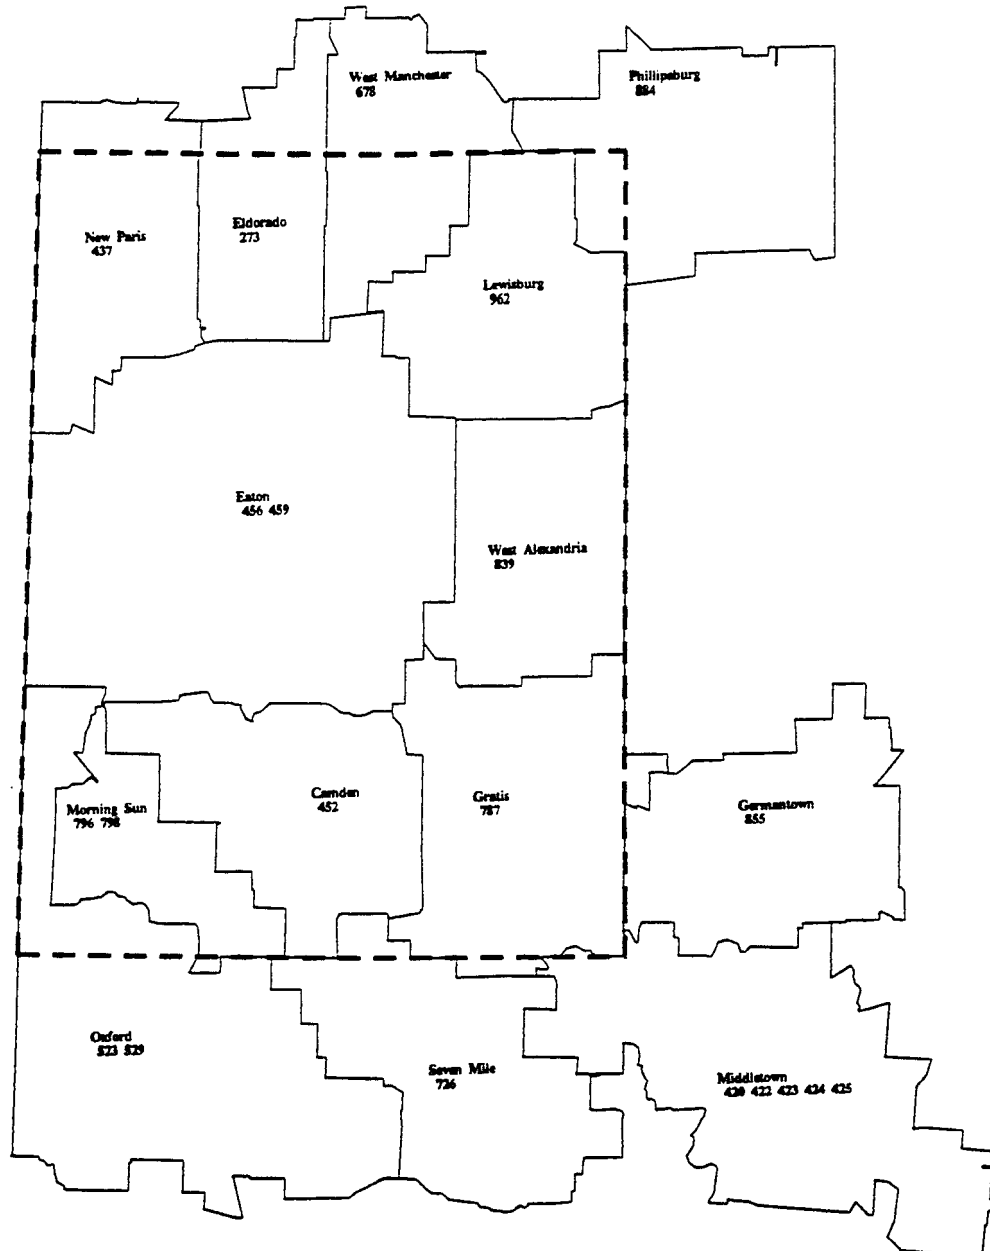 West Manchester
678
Phillipsburg
884
New Paris
437
Eldorado
273
Lewisburg
962
Eaton
456 459
West Alexandria
839
Morning Sun
796 798
Camden
452
Gratis
787
Germantown
855
Oxford
523 529
Seven Mile
726
Middletown
420 422 423 424 425